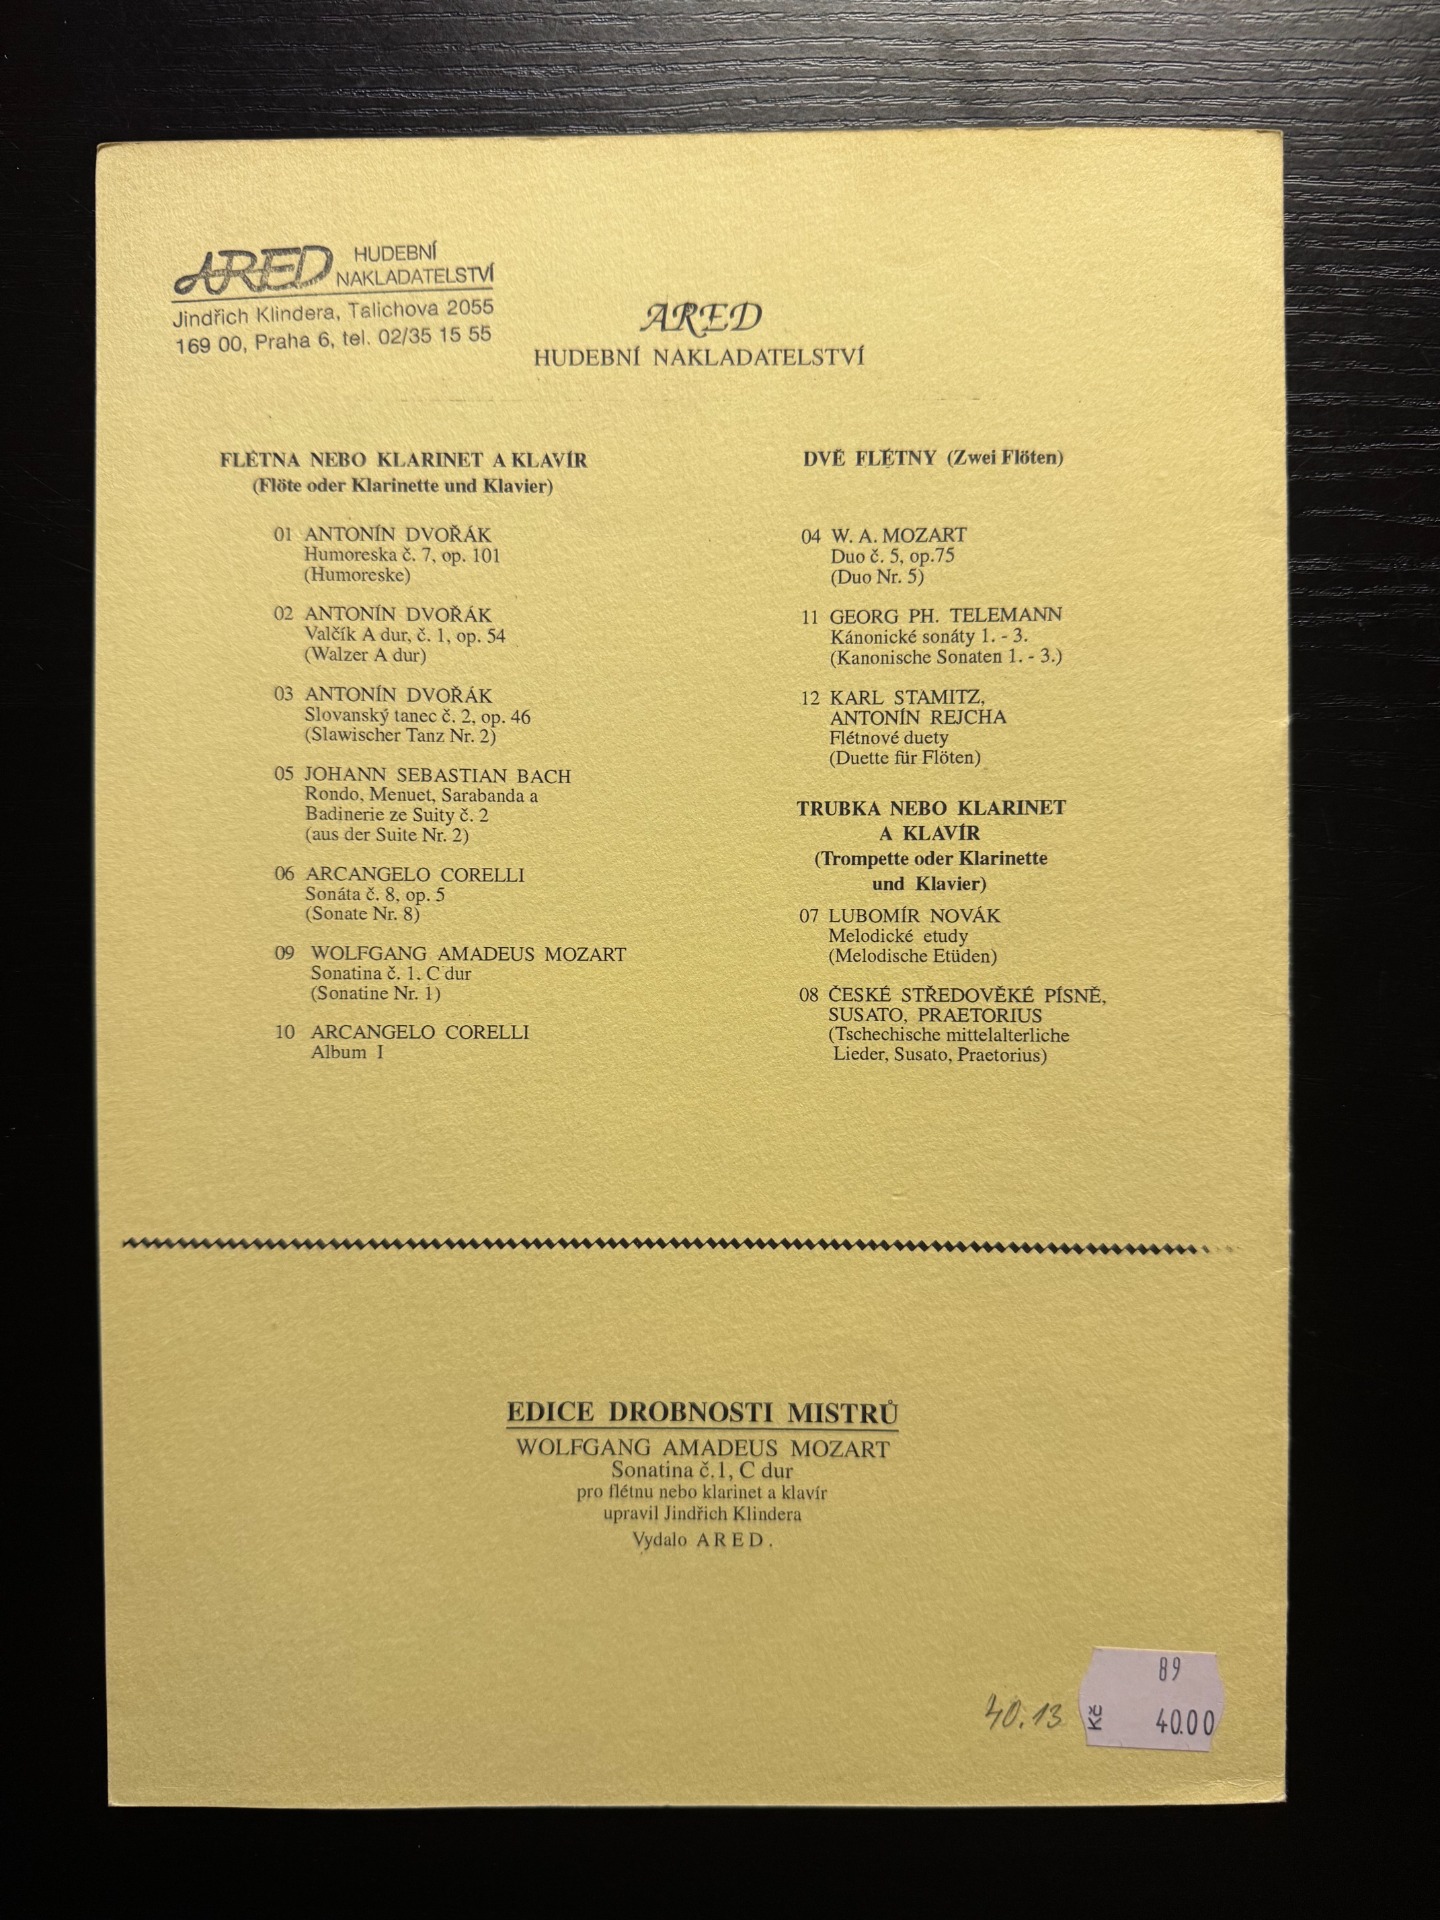 ARED HUDEBNÍ
NAKLADATELSTVÍ
Jindřich Klindera, Talichova 2055
169 00, Praha 6, tel. 02/35 15 55
ARED
HUDEBNÍ NAKLADATELSTVÍ
FLÉTNA NEBO KLARINET A KLAVÍR
(Flöte oder Klarinette und Klavier)
01 ANTONÍN DVOŘÁK
Humoreska č. 7, op. 101
(Humoreske)
02 ANTONÍN DVOŘÁK
Valčík A dur, č. 1, op. 54
(Walzer A dur)
03 ANTONÍN DVOŘÁK
Slovanský tanec č. 2, op. 46
(Slawischer Tanz Nr. 2)
05 JOHANN SEBASTIAN BACH
Rondo, Menuet, Sarabanda a
Badinerie ze Suity č. 2
(aus der Suite Nr. 2)
06 ARCANGELO CORELLI
Sonáta č. 8, op. 5
(Sonate Nr. 8)
09 WOLFGANG AMADEUS MOZART
Sonatina č. 1. C dur
(Sonatine Nr. 1)
10 ARCANGELO CORELLI
Album I
DVĚ FLÉTNY (Zwei Flöten)
04 W. A. MOZART
Duo č. 5, op.75
(Duo Nr. 5)
11 GEORG PH. TELEMANN
Kánonické sonáty 1. - 3.
(Kanonische Sonaten 1. - 3.)
12 KARL STAMITZ,
ANTONÍN REJCHA
Flétnové duety
(Duette für Flöten)
TRUBKA NEBO KLARINET
A KLAVÍR
(Trompette oder Klarinette
und Klavier)
07 LUBOMÍR NOVÁK
Melodické etudy
(Melodische Etüden)
08 ČESKÉ STŘEDOVĚKÉ PÍSNĚ,
SUSATO, PRAETORIUS
(Tschechische mittelalterliche
Lieder, Susato, Praetorius)
EDICE DROBNOSTI MISTRŮ
WOLFGANG AMADEUS MOZART
Sonatina č.1, C dur
pro flétnu nebo klarinet a klavír
upravil Jindřich Klindera
Vydalo ARED.
40.13
89
Kč 40.00